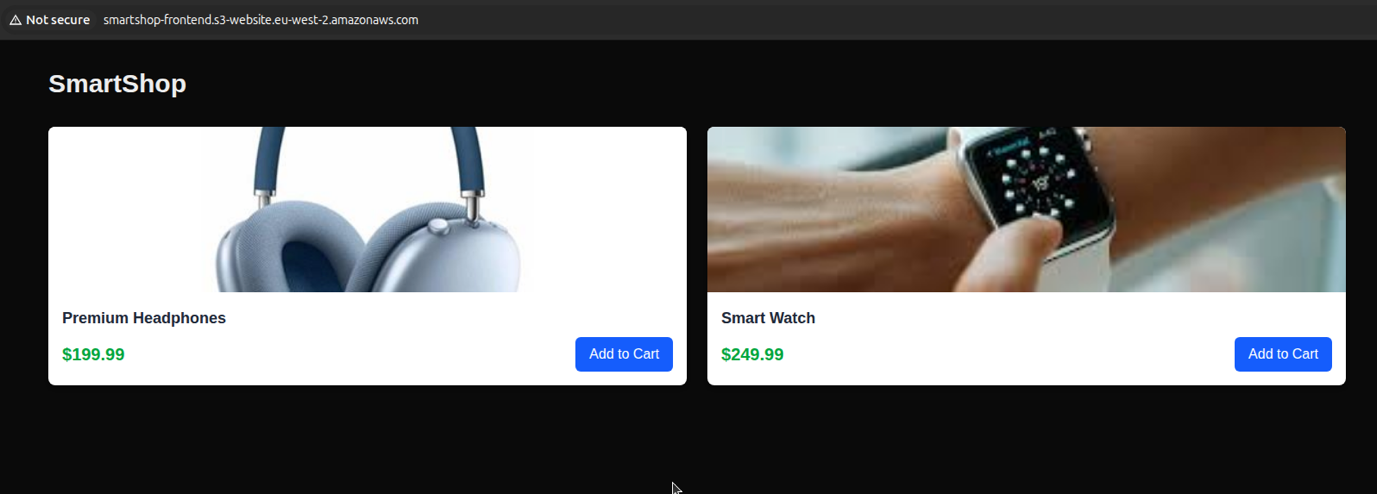 Not secure smartshop-frontend.s3-website.eu-west-2.amazonaws.com
SmartShop
Premium Headphones
$199.99
Add to Cart
Smart Watch
$249.99
Add to Cart